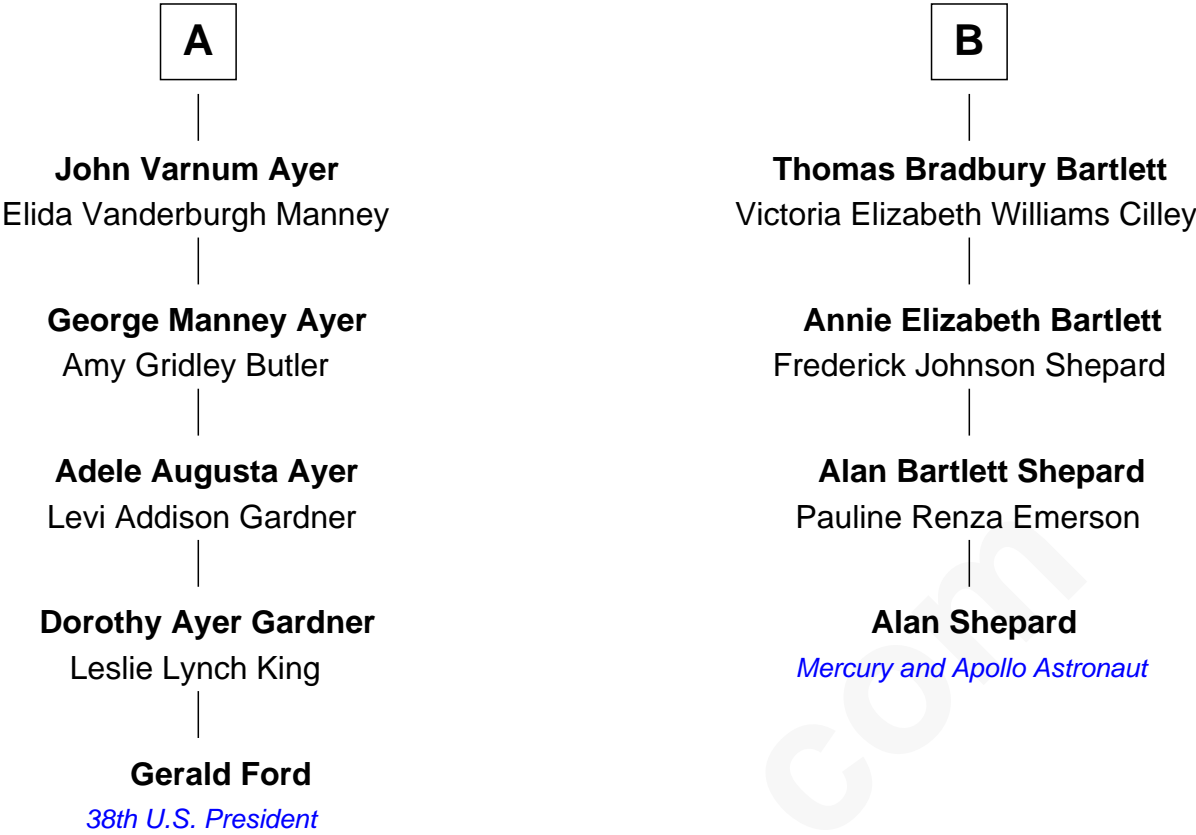 A
John Varnum Ayer
Elida Vanderburgh Manney
George Manney Ayer
Amy Gridley Butler
Adele Augusta Ayer
Levi Addison Gardner
Dorothy Ayer Gardner
Leslie Lynch King
Gerald Ford
38th U.S. President
B
Thomas Bradbury Bartlett
Victoria Elizabeth Williams Cilley
Annie Elizabeth Bartlett
Frederick Johnson Shepard
Alan Bartlett Shepard
Pauline Renza Emerson
Alan Shepard
Mercury and Apollo Astronaut
com